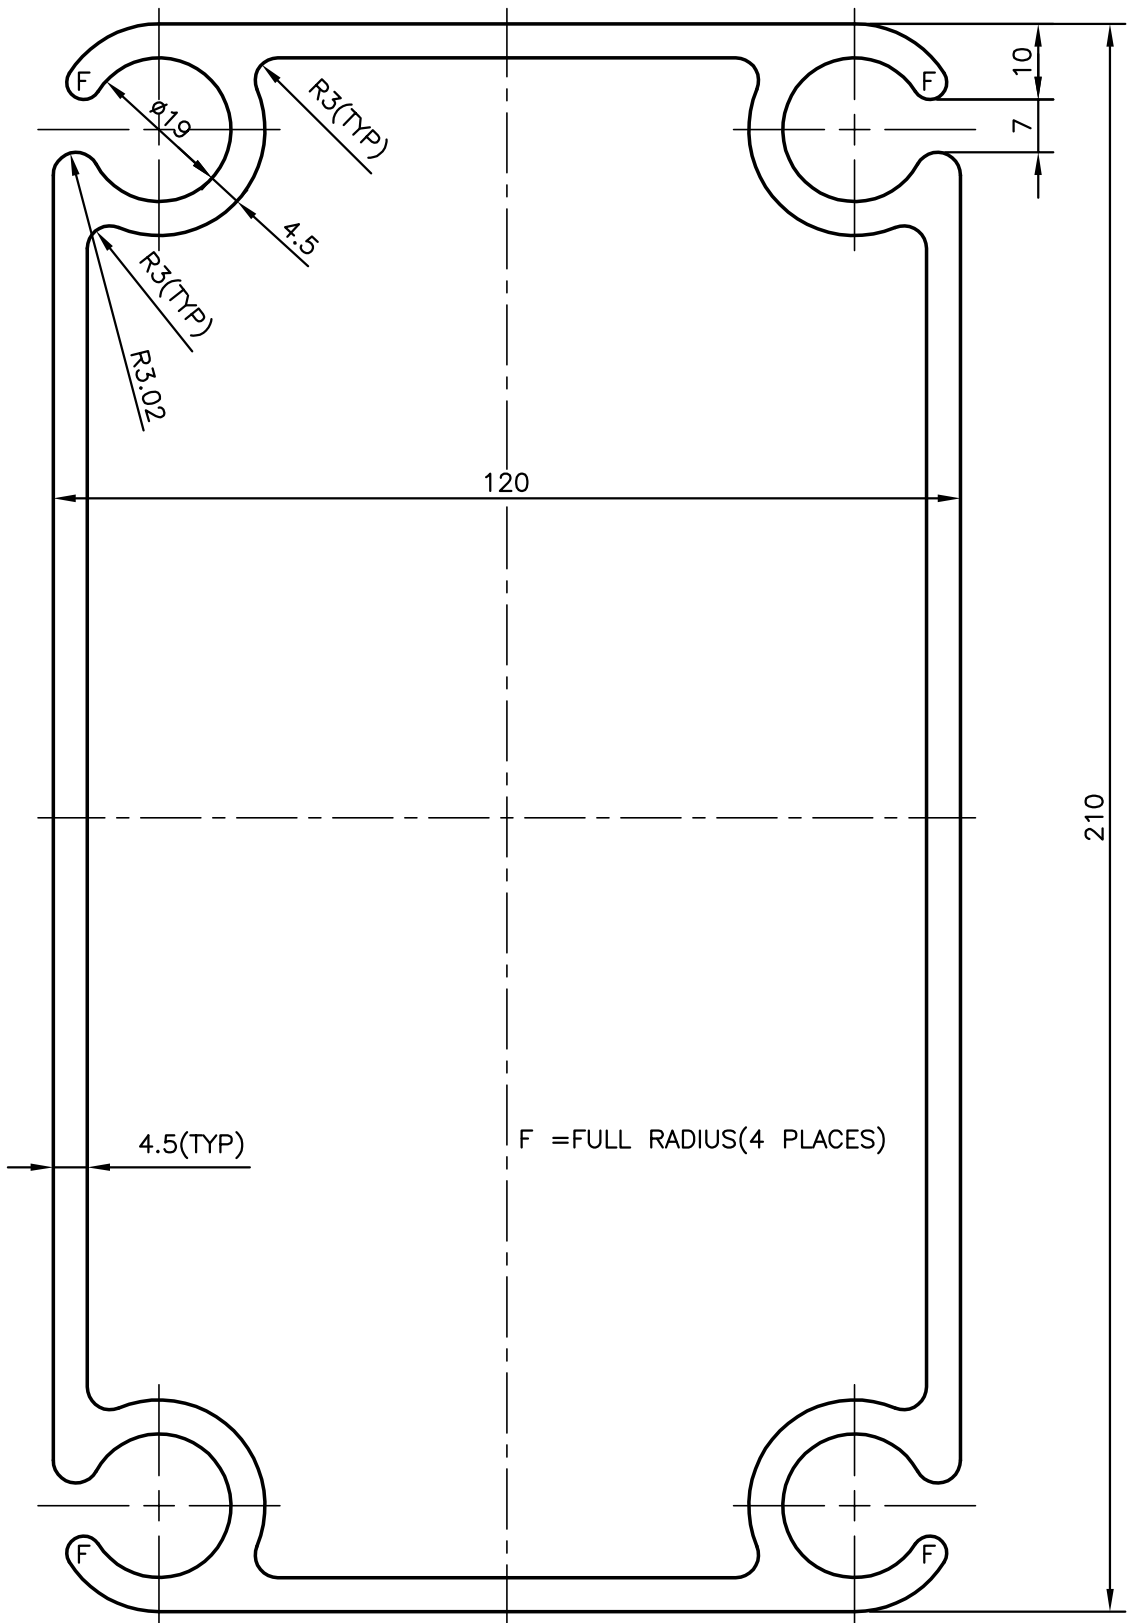 F
F
10
ø19
R3(TYP)
7
4.5
R3(TYP)
R3.02
120
210
4.5(TYP)
F =FULL RADIUS(4 PLACES)
F
F